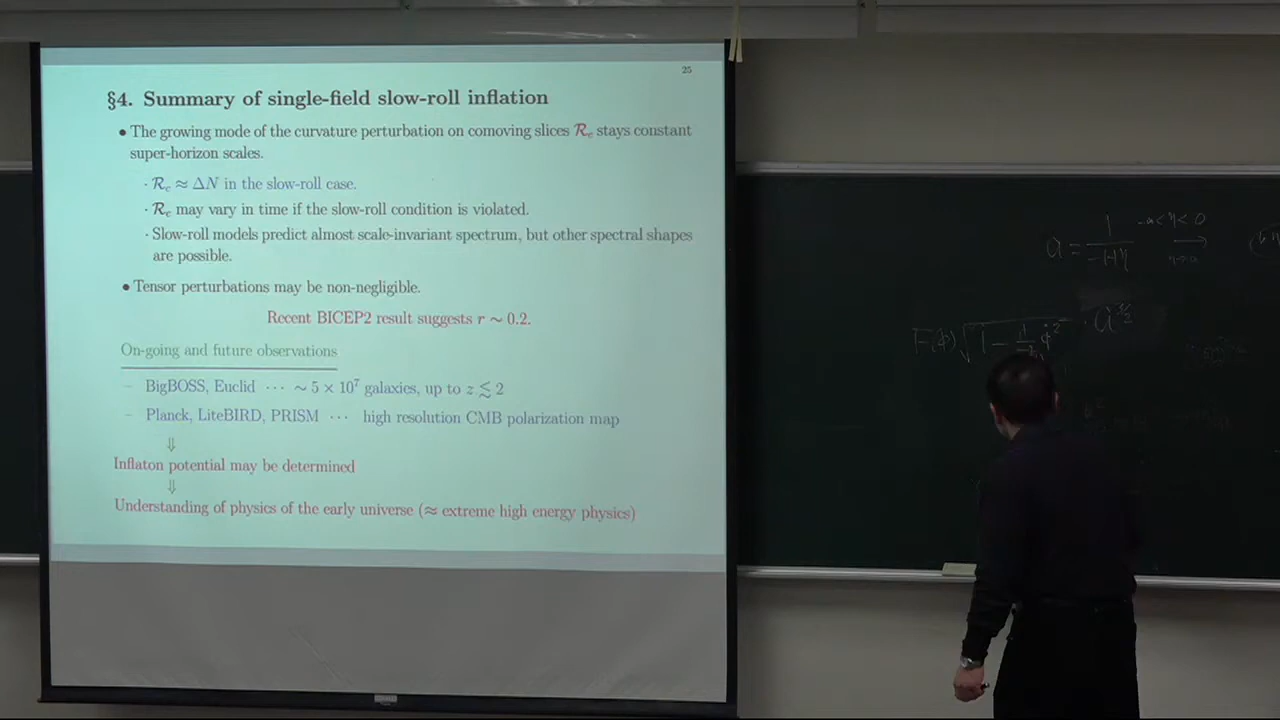 25
§4. Summary of single-field slow-roll inflation
• The growing mode of the curvature perturbation on comoving slices 𝓡c stays constant
super-horizon scales.
· 𝓡c ≈ ΔN in the slow-roll case.
· 𝓡c may vary in time if the slow-roll condition is violated.
· Slow-roll models predict almost scale-invariant spectrum, but other spectral shapes
are possible.
• Tensor perturbations may be non-negligible.
Recent BICEP2 result suggests r ~ 0.2.
On-going and future observations
– BigBOSS, Euclid ··· ~ 5 × 10⁷ galaxies, up to z ≲ 2
– Planck, LiteBIRD, PRISM ··· high resolution CMB polarization map
⇓
Inflaton potential may be determined
⇓
Understanding of physics of the early universe (≈ extreme high energy physics)
a = 1/(-Hη)